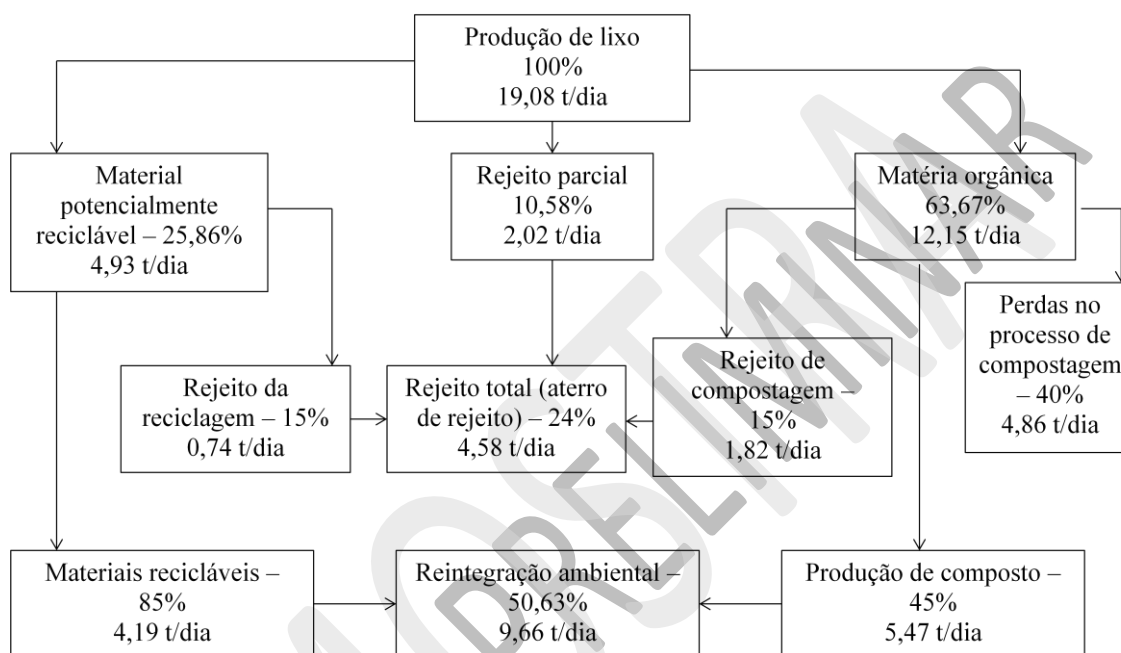 Produção de lixo
100%
19,08 t/dia
Material
potencialmente
reciclável – 25,86%
4,93 t/dia
Rejeito parcial
10,58%
2,02 t/dia
Matéria orgânica
63,67%
12,15 t/dia
Perdas no
processo de
compostagem
– 40%
4,86 t/dia
Rejeito da
reciclagem – 15%
0,74 t/dia
Rejeito total (aterro
de rejeito) – 24%
4,58 t/dia
Rejeito de
compostagem –
15%
1,82 t/dia
Materiais recicláveis –
85%
4,19 t/dia
Reintegração ambiental –
50,63%
9,66 t/dia
Produção de composto –
45%
5,47 t/dia
PRELIMINAR